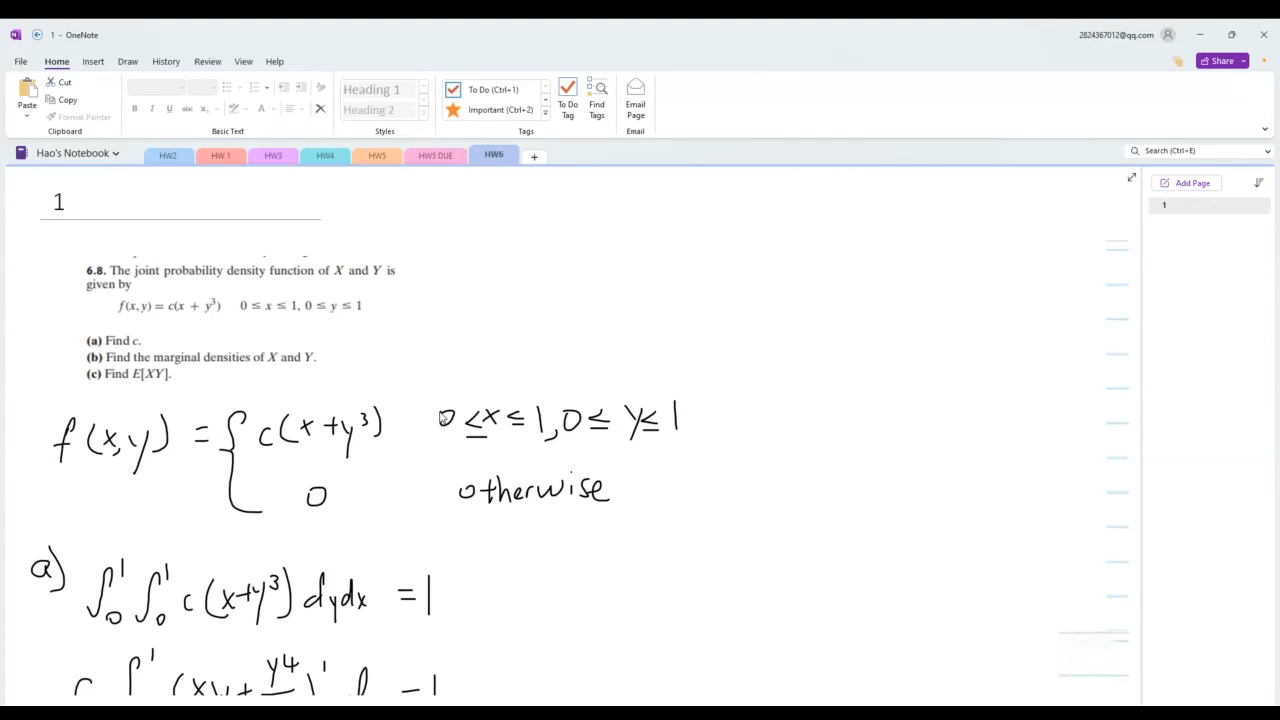 1 - OneNote
2824367012@qq.com
File Home Insert Draw History Review View Help
Share
Paste
Cut
Copy
Format Painter
Clipboard
B I U abc x
A
Basic Text
Heading 1
Heading 2
Styles
To Do (Ctrl+1)
Important (Ctrl+2)
To Do Tag
Find Tags
Tags
Email Page
Email
Hao's Notebook
HW2 HW 1 HW3 HW4 HW5 HW5 DUE HW6
Search (Ctrl+E)
Add Page
1
1
6.8. The joint probability density function of X and Y is
given by
f(x,y) = c(x + y³) 0 ≤ x ≤ 1, 0 ≤ y ≤ 1
(a) Find c.
(b) Find the marginal densities of X and Y.
(c) Find E[XY].
f(x,y) = { c(x+y³) 0 ≤ x ≤ 1, 0 ≤ y ≤ 1
0 otherwise
a) ∫₀¹ ∫₀¹ c(x+y³) dydx = 1